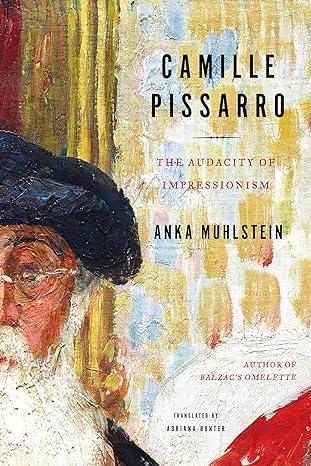 CAMILLE
PISSARRO
THE AUDACITY OF
IMPRESSIONISM
ANKA MUHLSTEIN
AUTHOR OF
BALZAC'S OMELETTE
TRANSLATED BY
ADRIANA HUNTER